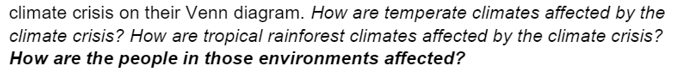 climate crisis on their Venn diagram. How are temperate climates affected by the
climate crisis? How are tropical rainforest climates affected by the climate crisis?
How are the people in those environments affected?